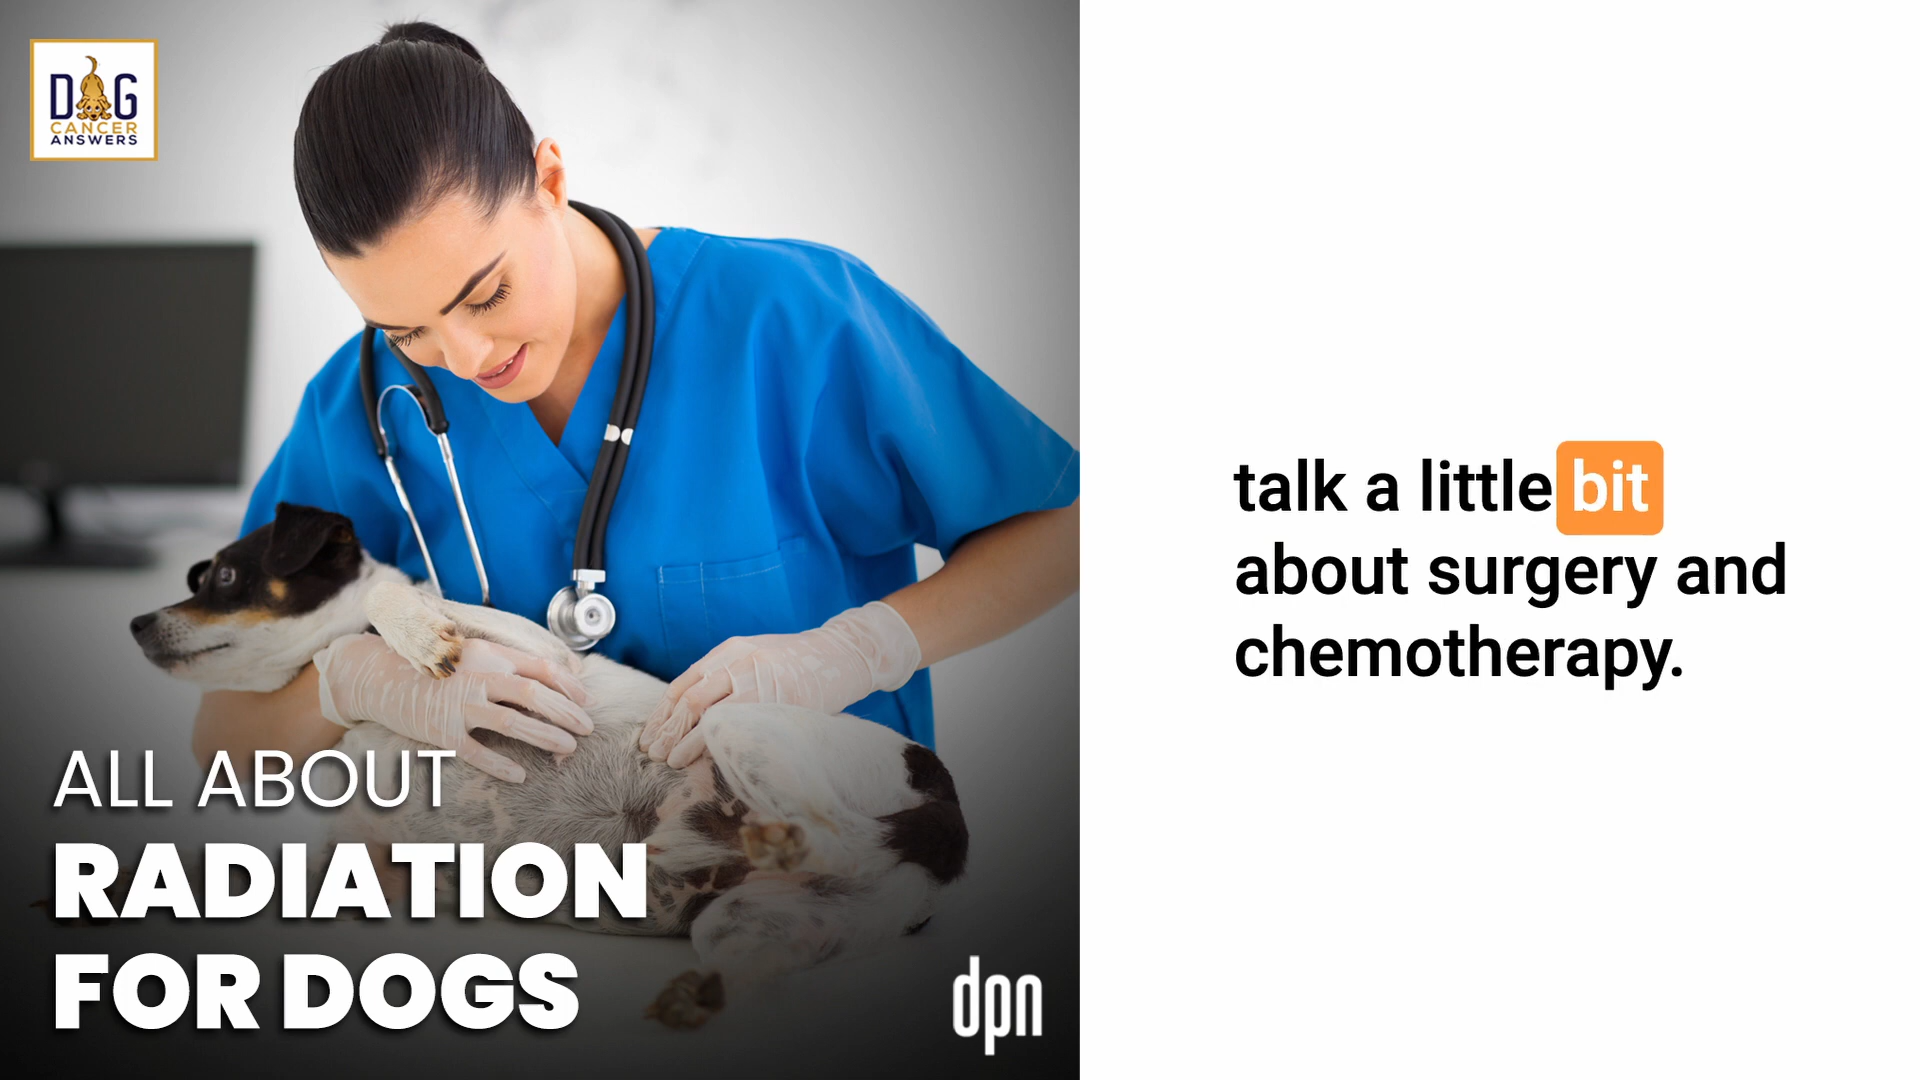 DOG
CANCER
ANSWERS
ALL ABOUT
RADIATION
FOR DOGS
dpn
talk a little bit
about surgery and
chemotherapy.